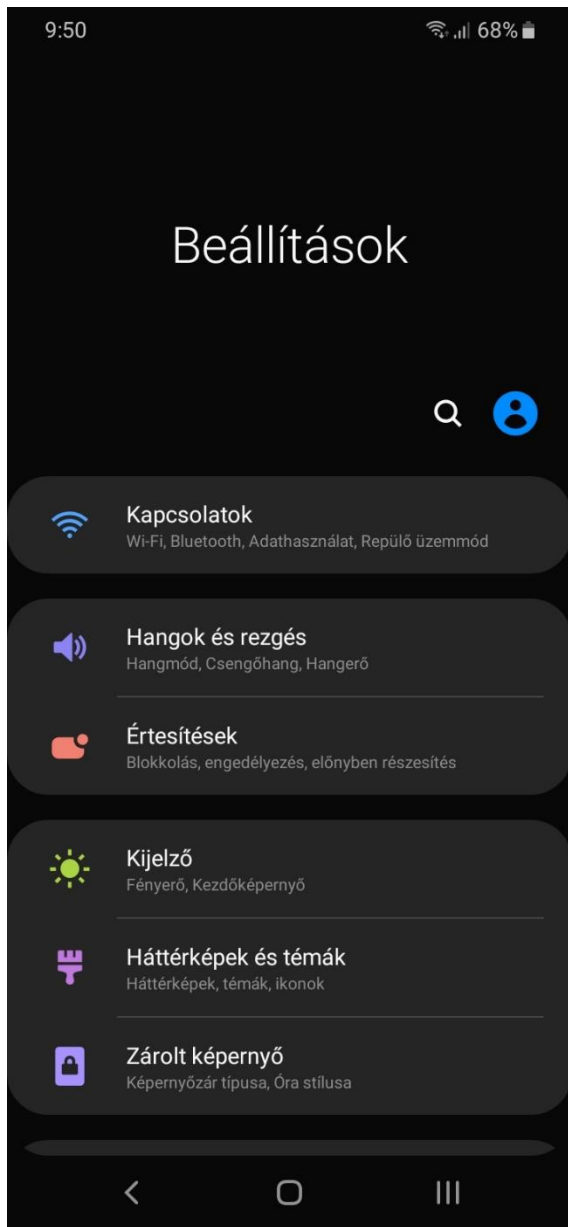 9:50
68%
Beállítások
Kapcsolatok
Wi-Fi, Bluetooth, Adathasználat, Repülő üzemmód
Hangok és rezgés
Hangmód, Csengőhang, Hangerő
Értesítések
Blokkolás, engedélyezés, előnyben részesítés
Kijelző
Fényerő, Kezdőképernyő
Háttérképek és témák
Háttérképek, témák, ikonok
Zárolt képernyő
Képernyőzár típusa, Óra stílusa